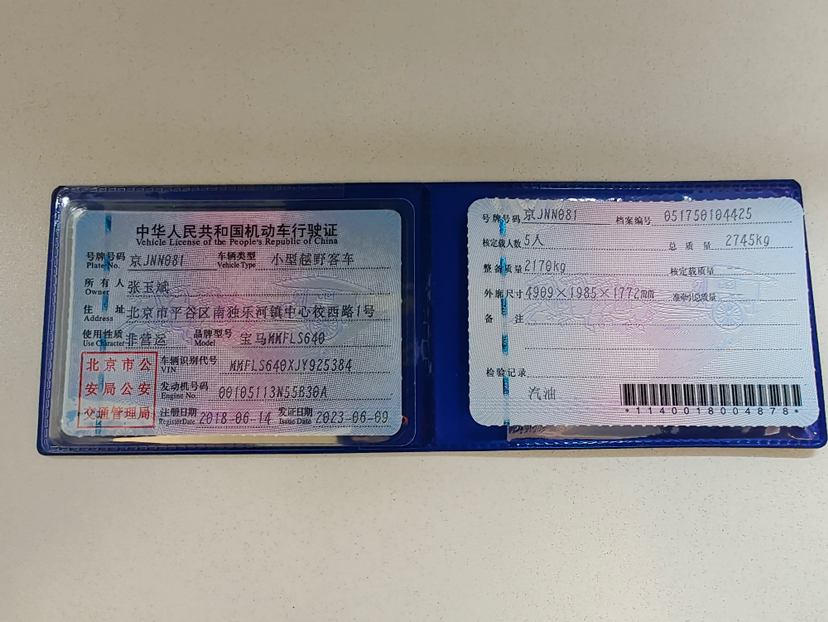 中华人民共和国机动车行驶证
Vehicle License of the People's Republic of China
号牌号码 京JNN081 车辆类型 小型越野客车
Plate No. Vehicle Type
所有人 张玉斌
Owner
住址 北京市平谷区南独乐河镇中心校西路1号
Address
使用性质 非营运 品牌型号 宝马MMFLS640
Use Character Model
北京市公安局公安交通管理局
车辆识别代号 MMFLS640XJY925384
VIN
发动机号码 00105113N55B30A
Engine No.
注册日期 2018-06-14 发证日期 2023-06-09
Register Date Issue Date
号牌号码 京JNN081 档案编号 051750104425
核定载人数 5人 总质量 2745kg
整备质量 2170kg 核定载质量
外廓尺寸 4909×1985×1772mm 准牵引总质量
备注
检验记录
汽油
*1140018004878*